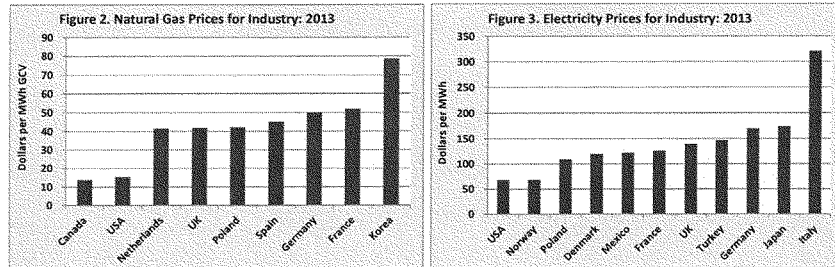 Figure 2. Natural Gas Prices for Industry: 2013
Dollars per MWh GCV
90
80
70
60
50
40
30
20
10
0
Canada
USA
Netherlands
UK
Poland
Spain
Germany
France
Korea
Figure 3. Electricity Prices for Industry: 2013
Dollars per MWh
350
300
250
200
150
100
50
0
USA
Norway
Poland
Denmark
Mexico
France
UK
Turkey
Germany
Japan
Italy